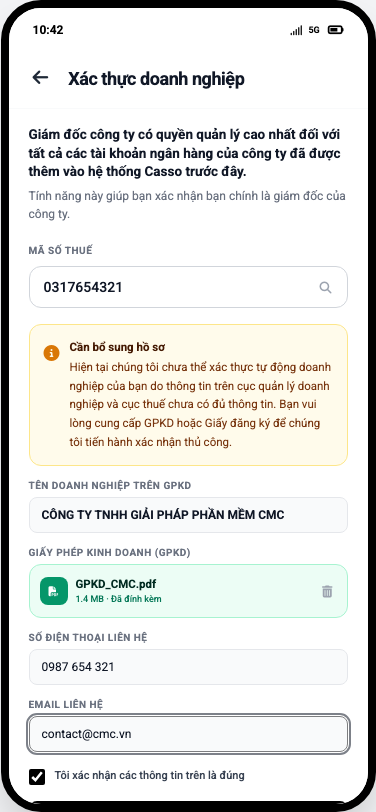 10:42
5G
Xác thực doanh nghiệp
Giám đốc công ty có quyền quản lý cao nhất đối với
tất cả các tài khoản ngân hàng của công ty đã được
thêm vào hệ thống Casso trước đây.
Tính năng này giúp bạn xác nhận bạn chính là giám đốc của
công ty.
MÃ SỐ THUẾ
0317654321
Cần bổ sung hồ sơ
Hiện tại chúng tôi chưa thể xác thực tự động doanh
nghiệp của bạn do thông tin trên cục quản lý doanh
nghiệp và cục thuế chưa có đủ thông tin. Bạn vui
lòng cung cấp GPKD hoặc Giấy đăng ký để chúng
tôi tiến hành xác nhận thủ công.
TÊN DOANH NGHIỆP TRÊN GPKD
CÔNG TY TNHH GIẢI PHÁP PHẦN MỀM CMC
GIẤY PHÉP KINH DOANH (GPKD)
GPKD_CMC.pdf
1.4 MB · Đã đính kèm
SỐ ĐIỆN THOẠI LIÊN HỆ
0987 654 321
EMAIL LIÊN HỆ
contact@cmc.vn
Tôi xác nhận các thông tin trên là đúng